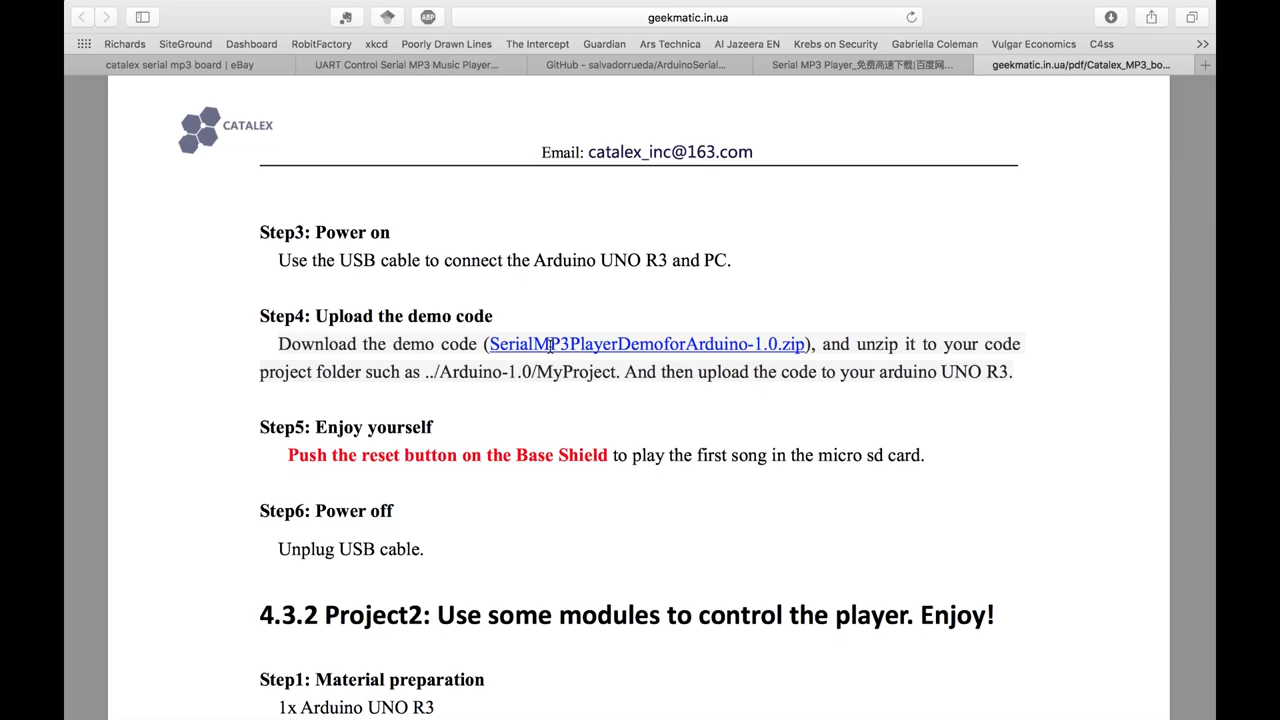 geekmatic.in.ua
ABP
Richards SiteGround Dashboard RobitFactory xkcd Poorly Drawn Lines The Intercept Guardian Ars Technica Al Jazeera EN Krebs on Security Gabriella Coleman Vulgar Economics C4ss
catalex serial mp3 board | eBay UART Control Serial MP3 Music Player... GitHub - salvadorrueda/ArduinoSerial... Serial MP3 Player_免费高速下载|百度网... geekmatic.in.ua/pdf/Catalex_MP3_bo...
CATALEX
Email: catalex_inc@163.com
Step3: Power on
Use the USB cable to connect the Arduino UNO R3 and PC.
Step4: Upload the demo code
Download the demo code (SerialMP3PlayerDemoforArduino-1.0.zip), and unzip it to your code
project folder such as ../Arduino-1.0/MyProject. And then upload the code to your arduino UNO R3.
Step5: Enjoy yourself
Push the reset button on the Base Shield to play the first song in the micro sd card.
Step6: Power off
Unplug USB cable.
4.3.2 Project2: Use some modules to control the player. Enjoy!
Step1: Material preparation
1x Arduino UNO R3